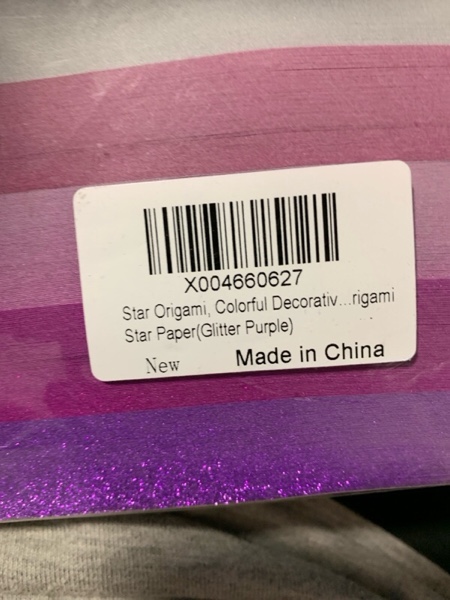 X004660627
Star Origami, Colorful Decorativ...rigami
Star Paper(Glitter Purple)
New Made in China